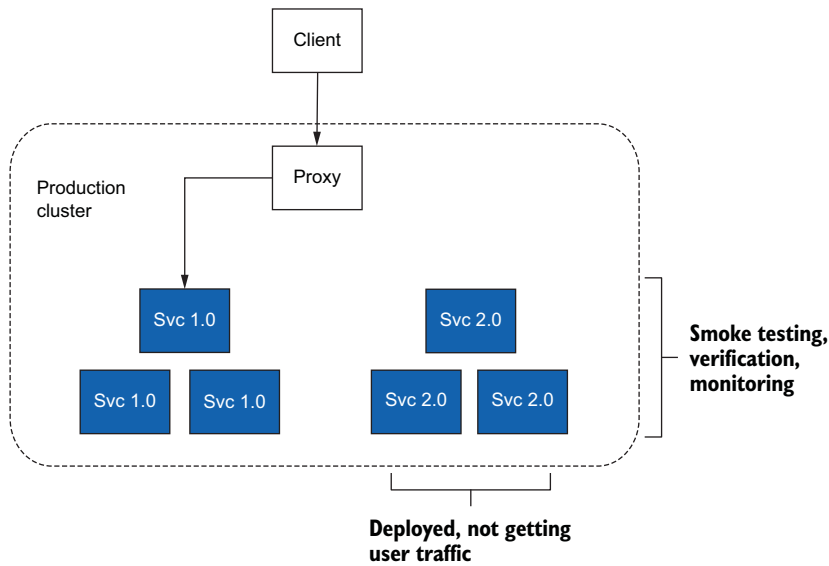 Client
Proxy
Production
cluster
Svc 1.0
Svc 2.0
Svc 1.0
Svc 1.0
Svc 2.0
Svc 2.0
Smoke testing,
verification,
monitoring
Deployed, not getting
user traffic